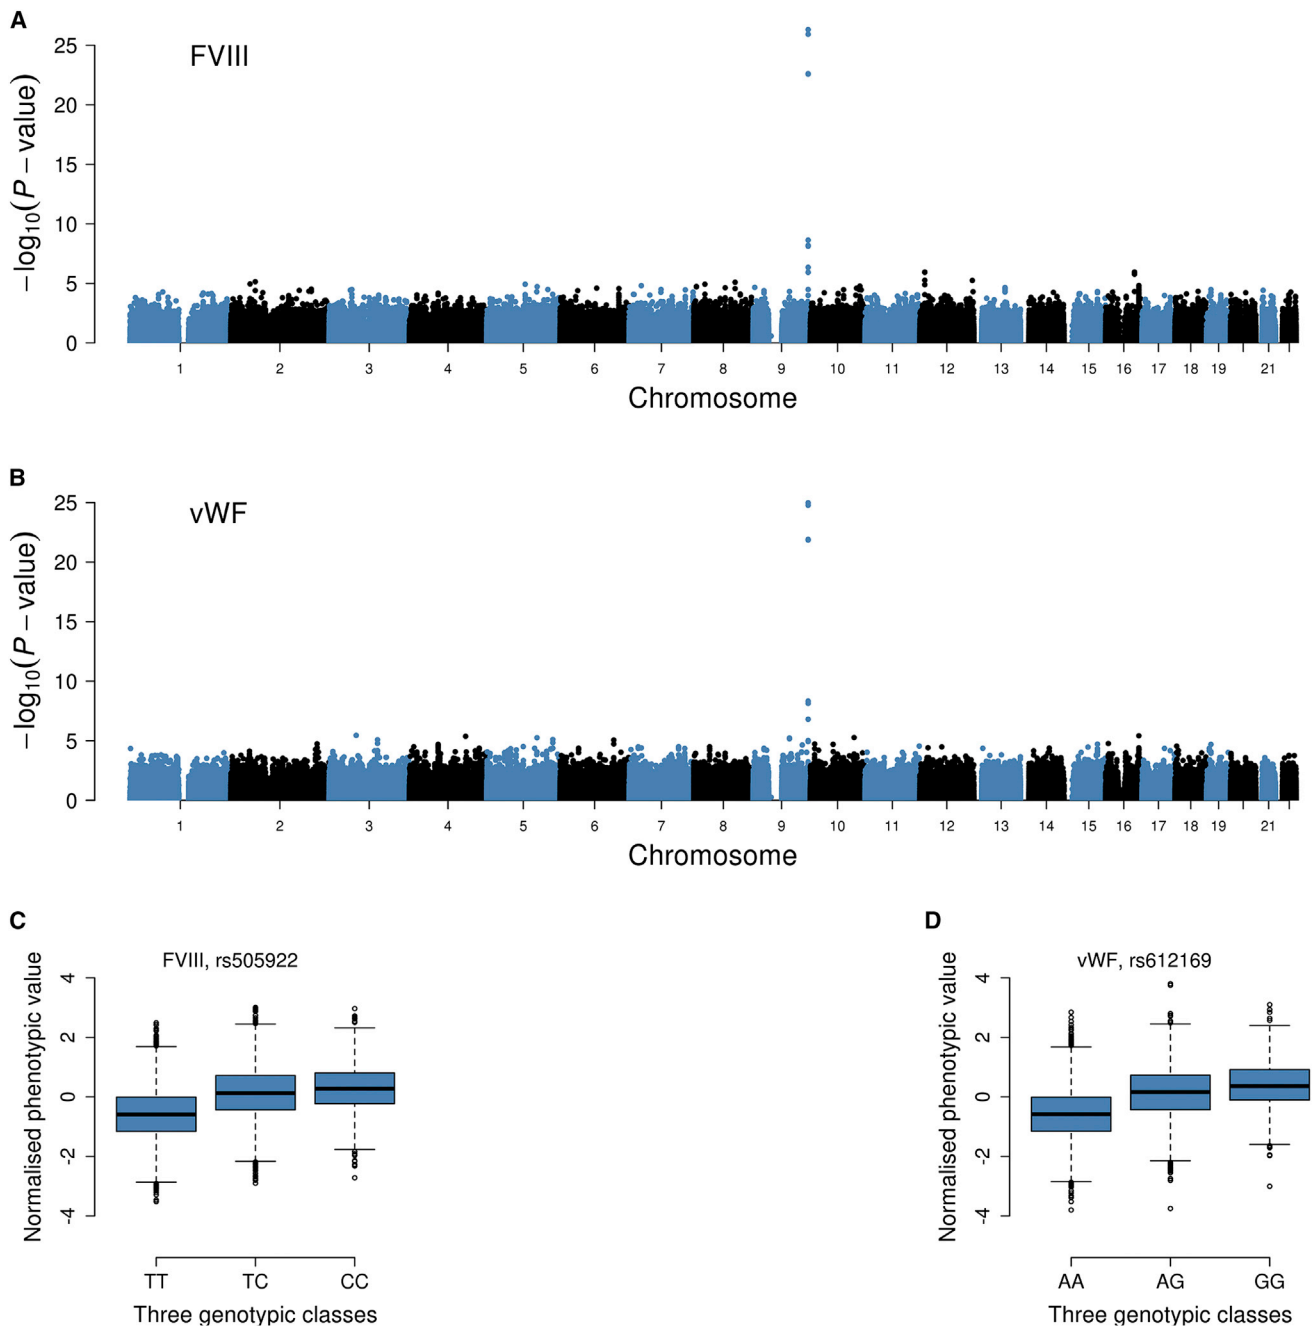 A
FVIII
25
20
15
10
5
0
−log10(P − value)
1 2 3 4 5 6 7 8 9 10 11 12 13 14 15 16 17 18 19 21
Chromosome
B
vWF
25
20
15
10
5
0
−log10(P − value)
1 2 3 4 5 6 7 8 9 10 11 12 13 14 15 16 17 18 19 21
Chromosome
C
FVIII, rs505922
Normalised phenotypic value
4
2
0
-2
-4
TT TC CC
Three genotypic classes
D
vWF, rs612169
Normalised phenotypic value
4
2
0
-2
-4
AA AG GG
Three genotypic classes